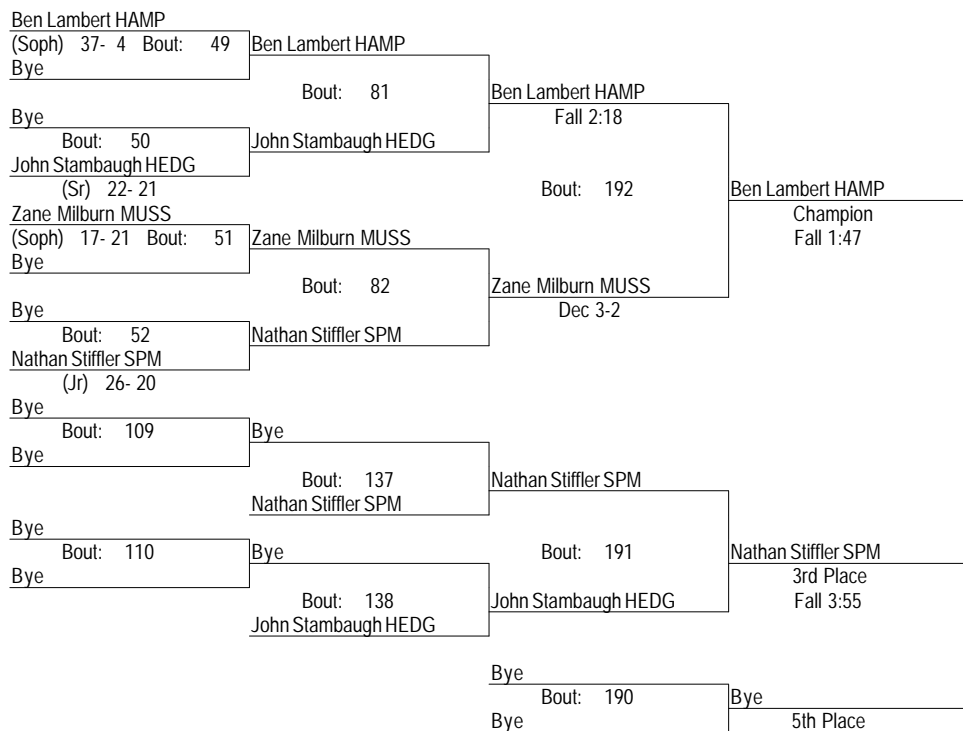 Ben Lambert HAMP
(Soph) 37- 4 Bout: 49 Ben Lambert HAMP
Bye
Bout: 81 Ben Lambert HAMP
Fall 2:18
Bye
Bout: 50 John Stambaugh HEDG
John Stambaugh HEDG
(Sr) 22- 21 Bout: 192 Ben Lambert HAMP
Zane Milburn MUSS Champion
(Soph) 17- 21 Bout: 51 Zane Milburn MUSS Fall 1:47
Bye
Bout: 82 Zane Milburn MUSS
Dec 3-2
Bye
Bout: 52 Nathan Stiffler SPM
Nathan Stiffler SPM
(Jr) 26- 20
Bye
Bout: 109 Bye
Bye
Bout: 137 Nathan Stiffler SPM
Nathan Stiffler SPM
Bye
Bout: 110 Bye Bout: 191 Nathan Stiffler SPM
Bye 3rd Place
Bout: 138 John Stambaugh HEDG Fall 3:55
John Stambaugh HEDG
Bye
Bout: 190 Bye
Bye 5th Place